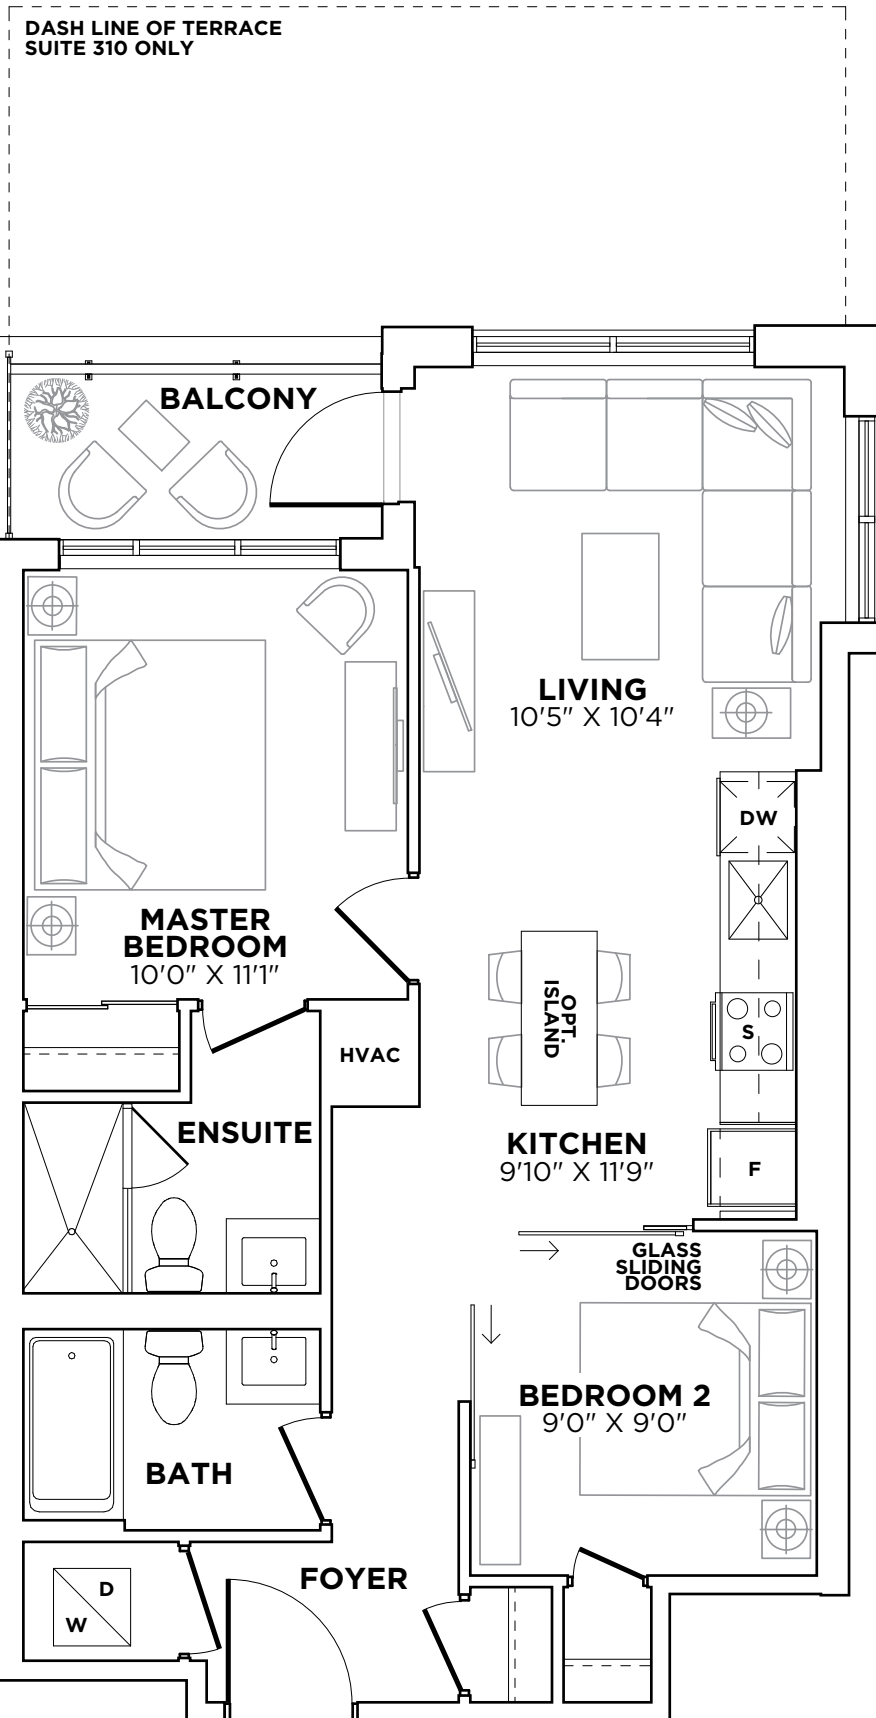 DASH LINE OF TERRACE
SUITE 310 ONLY
BALCONY
LIVING
10'5" X 10'4"
DW
MASTER
BEDROOM
10'0" X 11'1"
OPT.
ISLAND
S
HVAC
ENSUITE
KITCHEN
9'10" X 11'9"
F
GLASS
SLIDING
DOORS
BEDROOM 2
9'0" X 9'0"
BATH
FOYER
D
W